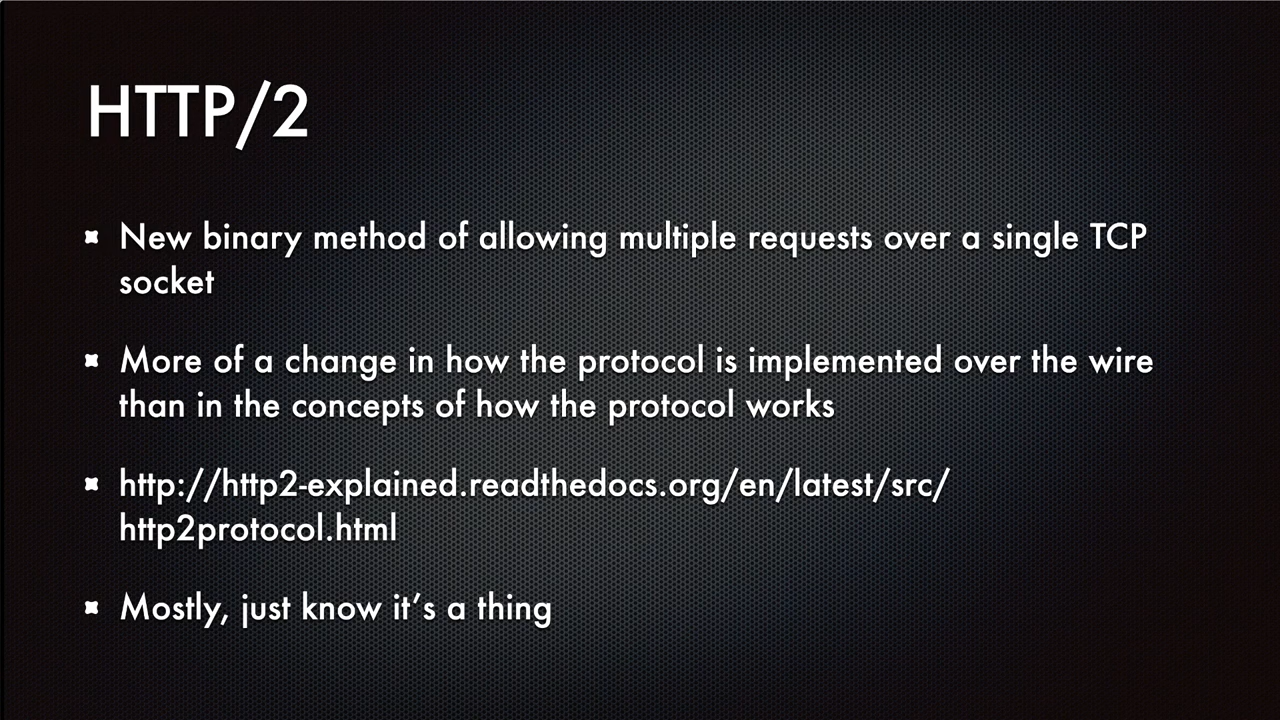 HTTP/2
New binary method of allowing multiple requests over a single TCP
socket
More of a change in how the protocol is implemented over the wire
than in the concepts of how the protocol works
http://http2-explained.readthedocs.org/en/latest/src/
http2protocol.html
Mostly, just know it’s a thing